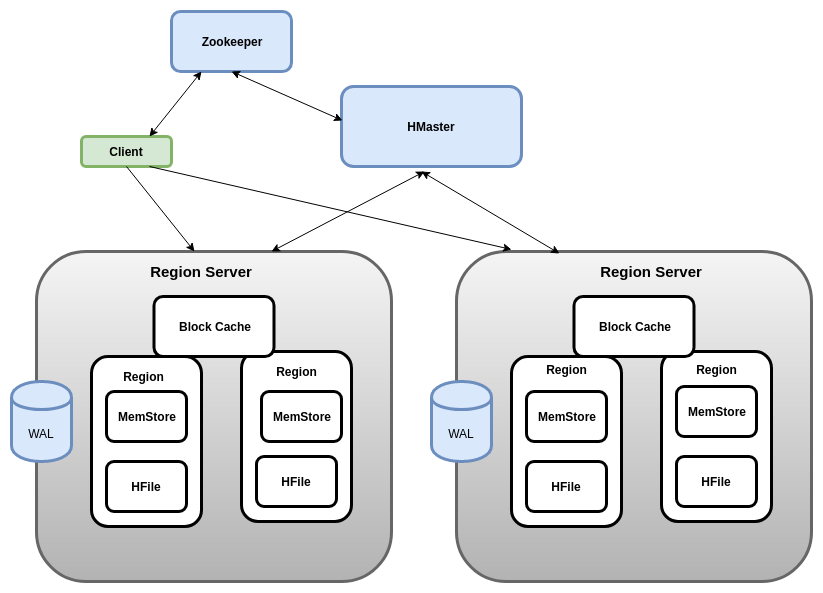 Zookeeper
HMaster
Client
Region Server
Block Cache
Region
MemStore
HFile
Region
MemStore
HFile
WAL
Region Server
Block Cache
Region
MemStore
HFile
Region
MemStore
HFile
WAL